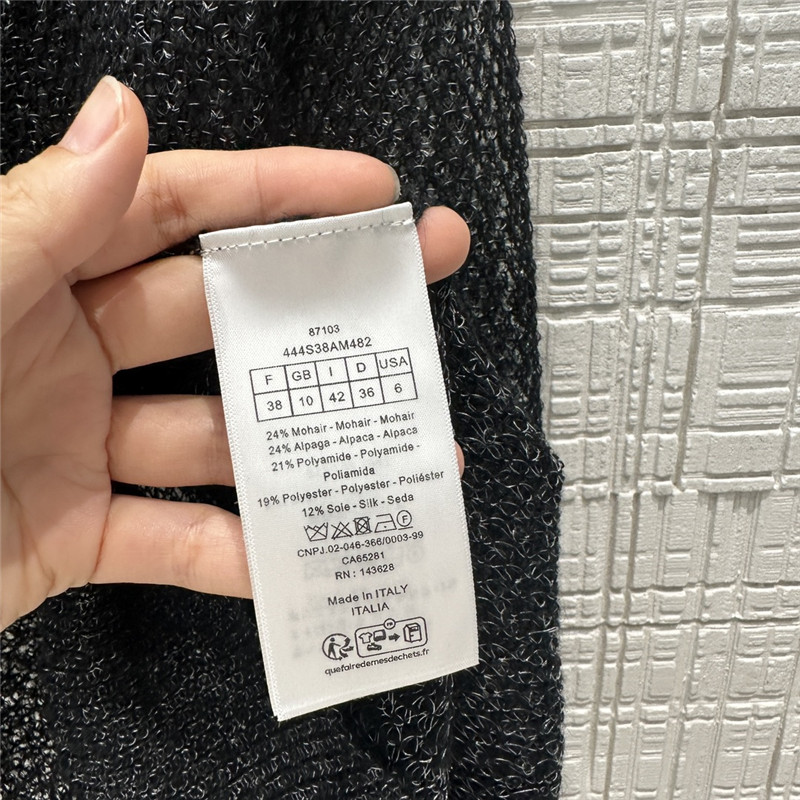 87103
444S38AM482
F GB I D USA
38 10 42 36 6
24% Mohair - Mohair - Mohair
24% Alpaga - Alpaca - Alpaca
21% Polyamide - Polyamide -
Poliamida
19% Polyester - Polyester - Poliéster
12% Soie - Silk - Seda
F
CNPJ.02-046-366/0003-99
CA65281
RN : 143628
Made in ITALY
ITALIA
FR
quefairedemesdechets.fr